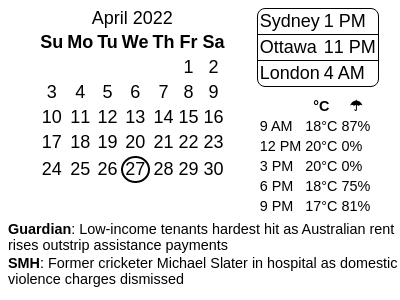 April 2022
Su Mo Tu We Th Fr Sa
1 2
3 4 5 6 7 8 9
10 11 12 13 14 15 16
17 18 19 20 21 22 23
24 25 26 27 28 29 30
Sydney 1 PM
Ottawa 11 PM
London 4 AM
°C ☂
9 AM 18°C 87%
12 PM 20°C 0%
3 PM 20°C 0%
6 PM 18°C 75%
9 PM 17°C 81%
Guardian: Low-income tenants hardest hit as Australian rent
rises outstrip assistance payments
SMH: Former cricketer Michael Slater in hospital as domestic
violence charges dismissed